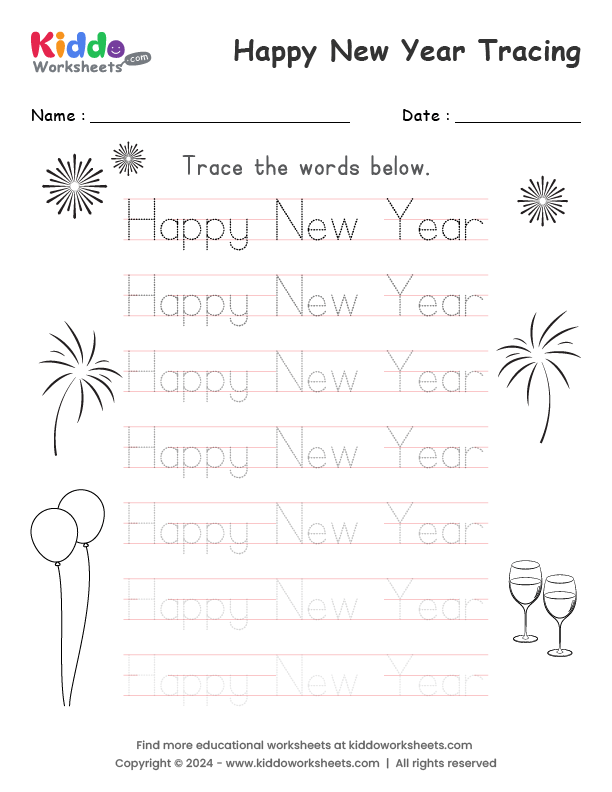 Kiddo Worksheets .com
Happy New Year Tracing
Name : Date :
Trace the words below.
Happy New Year
Happy New Year
Happy New Year
Happy New Year
Happy New Year
Happy New Year
Happy New Year
Find more educational worksheets at kiddoworksheets.com
Copyright © 2024 - www.kiddoworksheets.com | All rights reserved